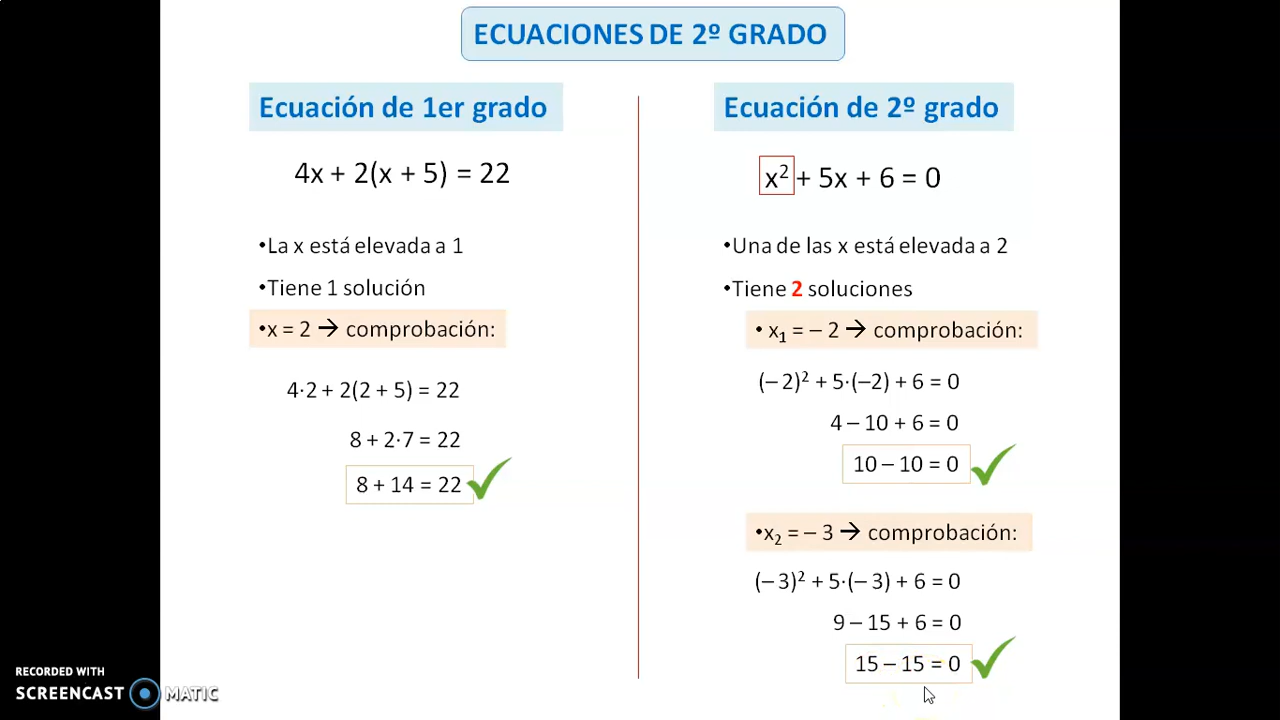 ECUACIONES DE 2º GRADO
Ecuación de 1er grado
4x + 2(x + 5) = 22
•La x está elevada a 1
•Tiene 1 solución
•x = 2 → comprobación:
4·2 + 2(2 + 5) = 22
8 + 2·7 = 22
8 + 14 = 22
Ecuación de 2º grado
x² + 5x + 6 = 0
•Una de las x está elevada a 2
•Tiene 2 soluciones
• x₁ = – 2 → comprobación:
(– 2)² + 5·(–2) + 6 = 0
4 – 10 + 6 = 0
10 – 10 = 0
•x₂ = – 3 → comprobación:
(– 3)² + 5·(– 3) + 6 = 0
9 – 15 + 6 = 0
15 – 15 = 0
RECORDED WITH
SCREENCAST MATIC